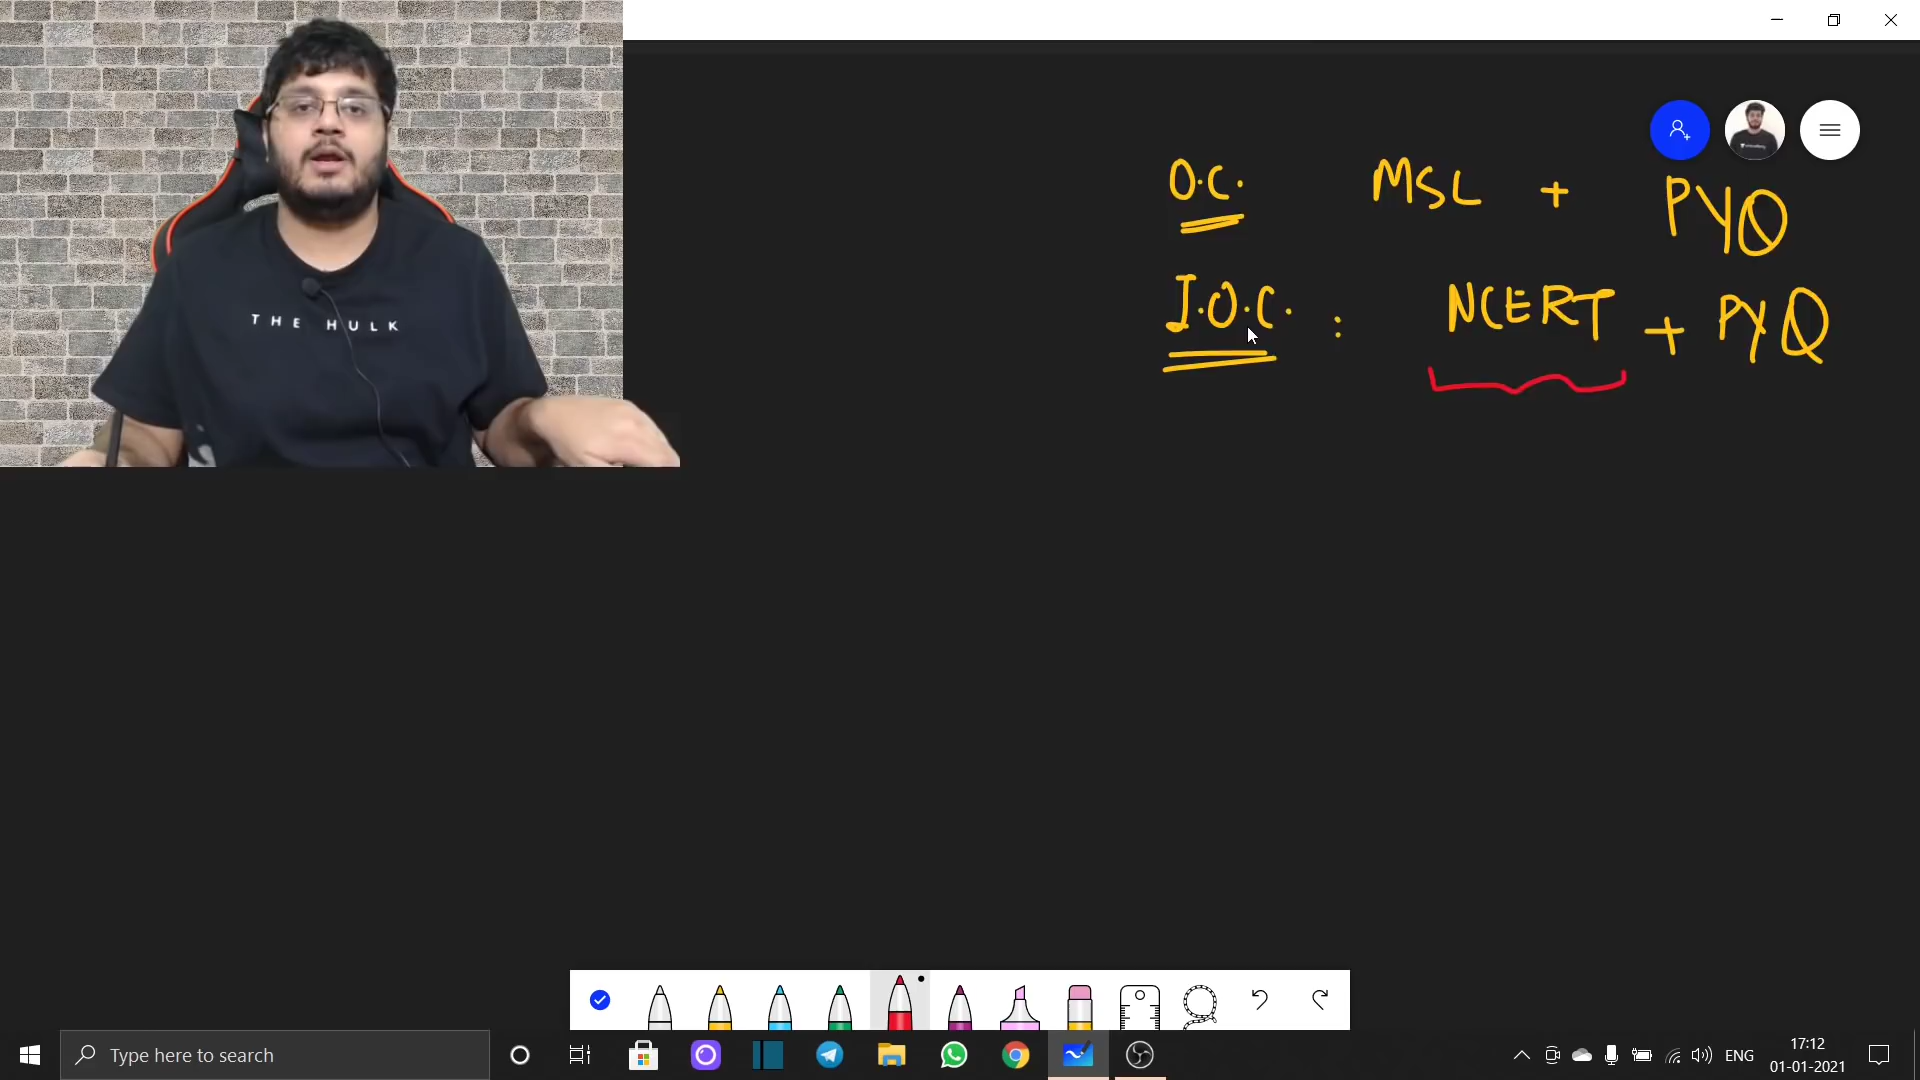 O.C. MSL + PYQ
I.O.C. : NCERT + PYQ
THE HULK
Type here to search
ENG
17:12
01-01-2021